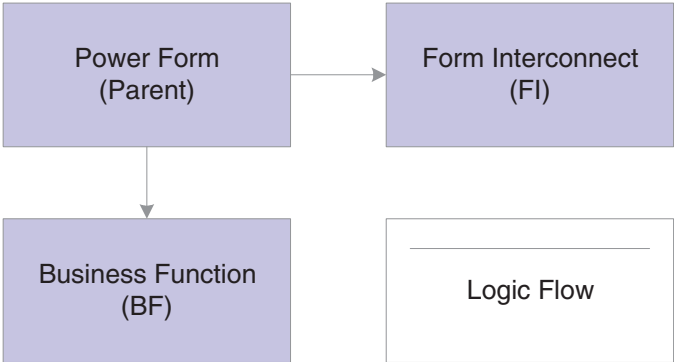 Power Form
(Parent)
Form Interconnect
(FI)
Business Function
(BF)
Logic Flow